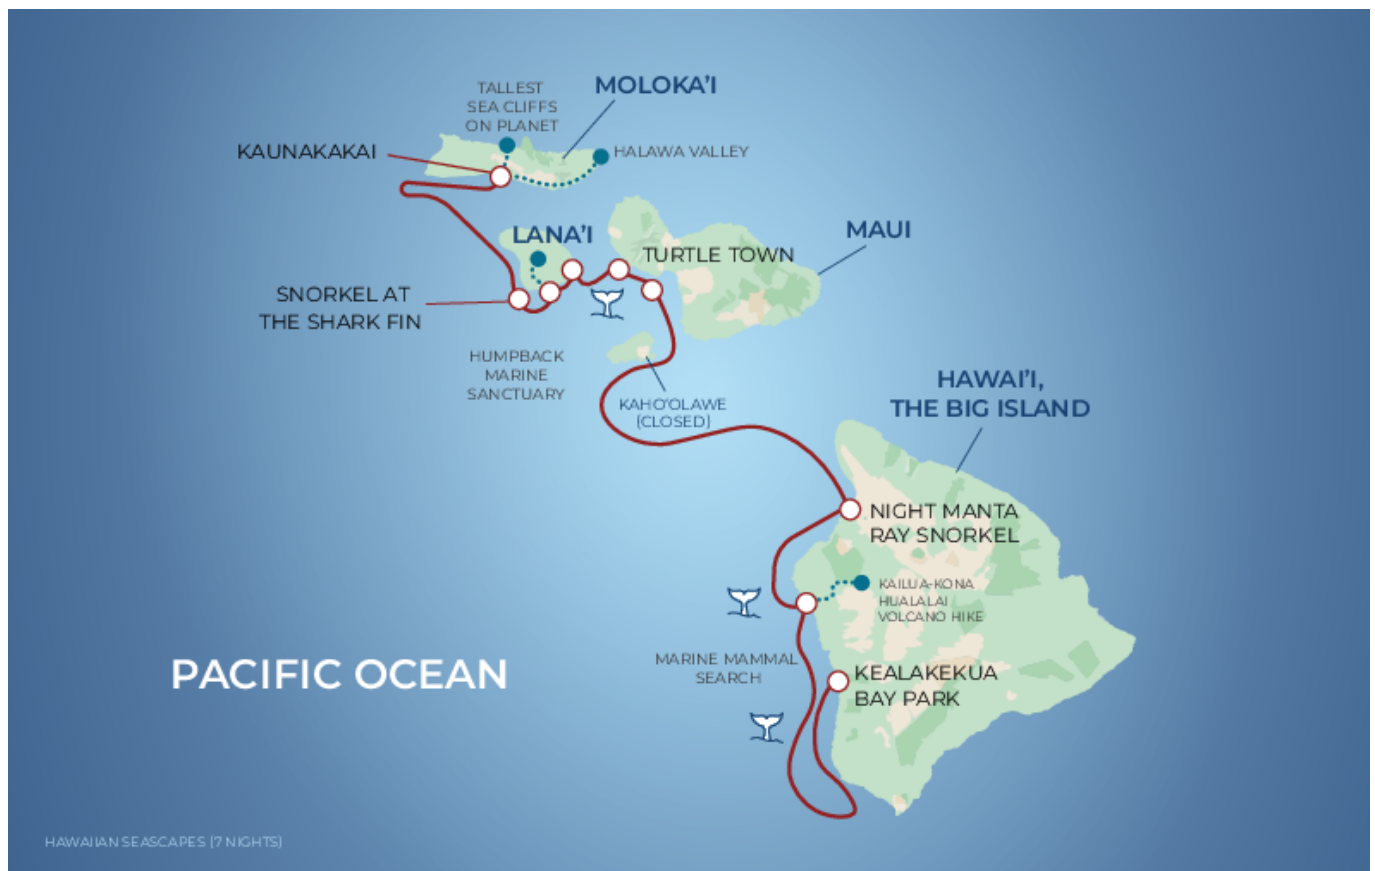 TALLEST
SEA CLIFFS
ON PLANET
MOLOKA'I
KAUNAKAKAI
HALAWA VALLEY
LANA'I
MAUI
TURTLE TOWN
SNORKEL AT
THE SHARK FIN
HUMPBACK
MARINE
SANCTUARY
KAHO'OLAWE
(CLOSED)
HAWAI'I,
THE BIG ISLAND
NIGHT MANTA
RAY SNORKEL
KAILUA-KONA
HUALALAI
VOLCANO HIKE
MARINE MAMMAL
SEARCH
KEALAKEKUA
BAY PARK
PACIFIC OCEAN
HAWAIIAN SEASCAPES (7 NIGHTS)